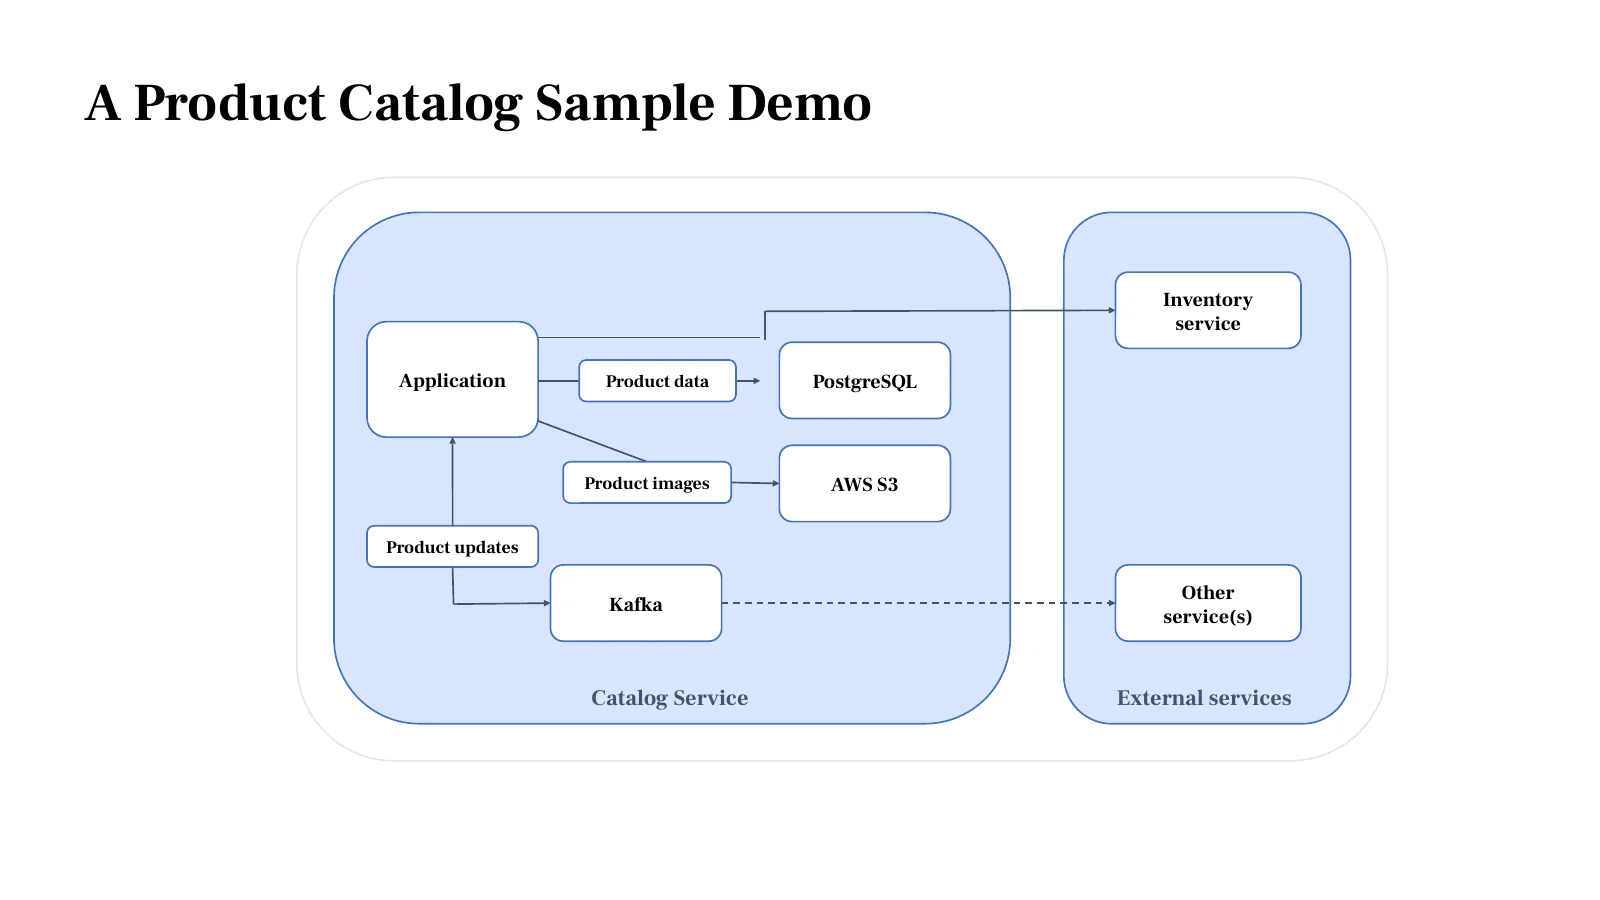 A Product Catalog Sample Demo
Inventory
service
Application
Product data
PostgreSQL
Product images
AWS S3
Product updates
Kafka
Other
service(s)
Catalog Service
External services